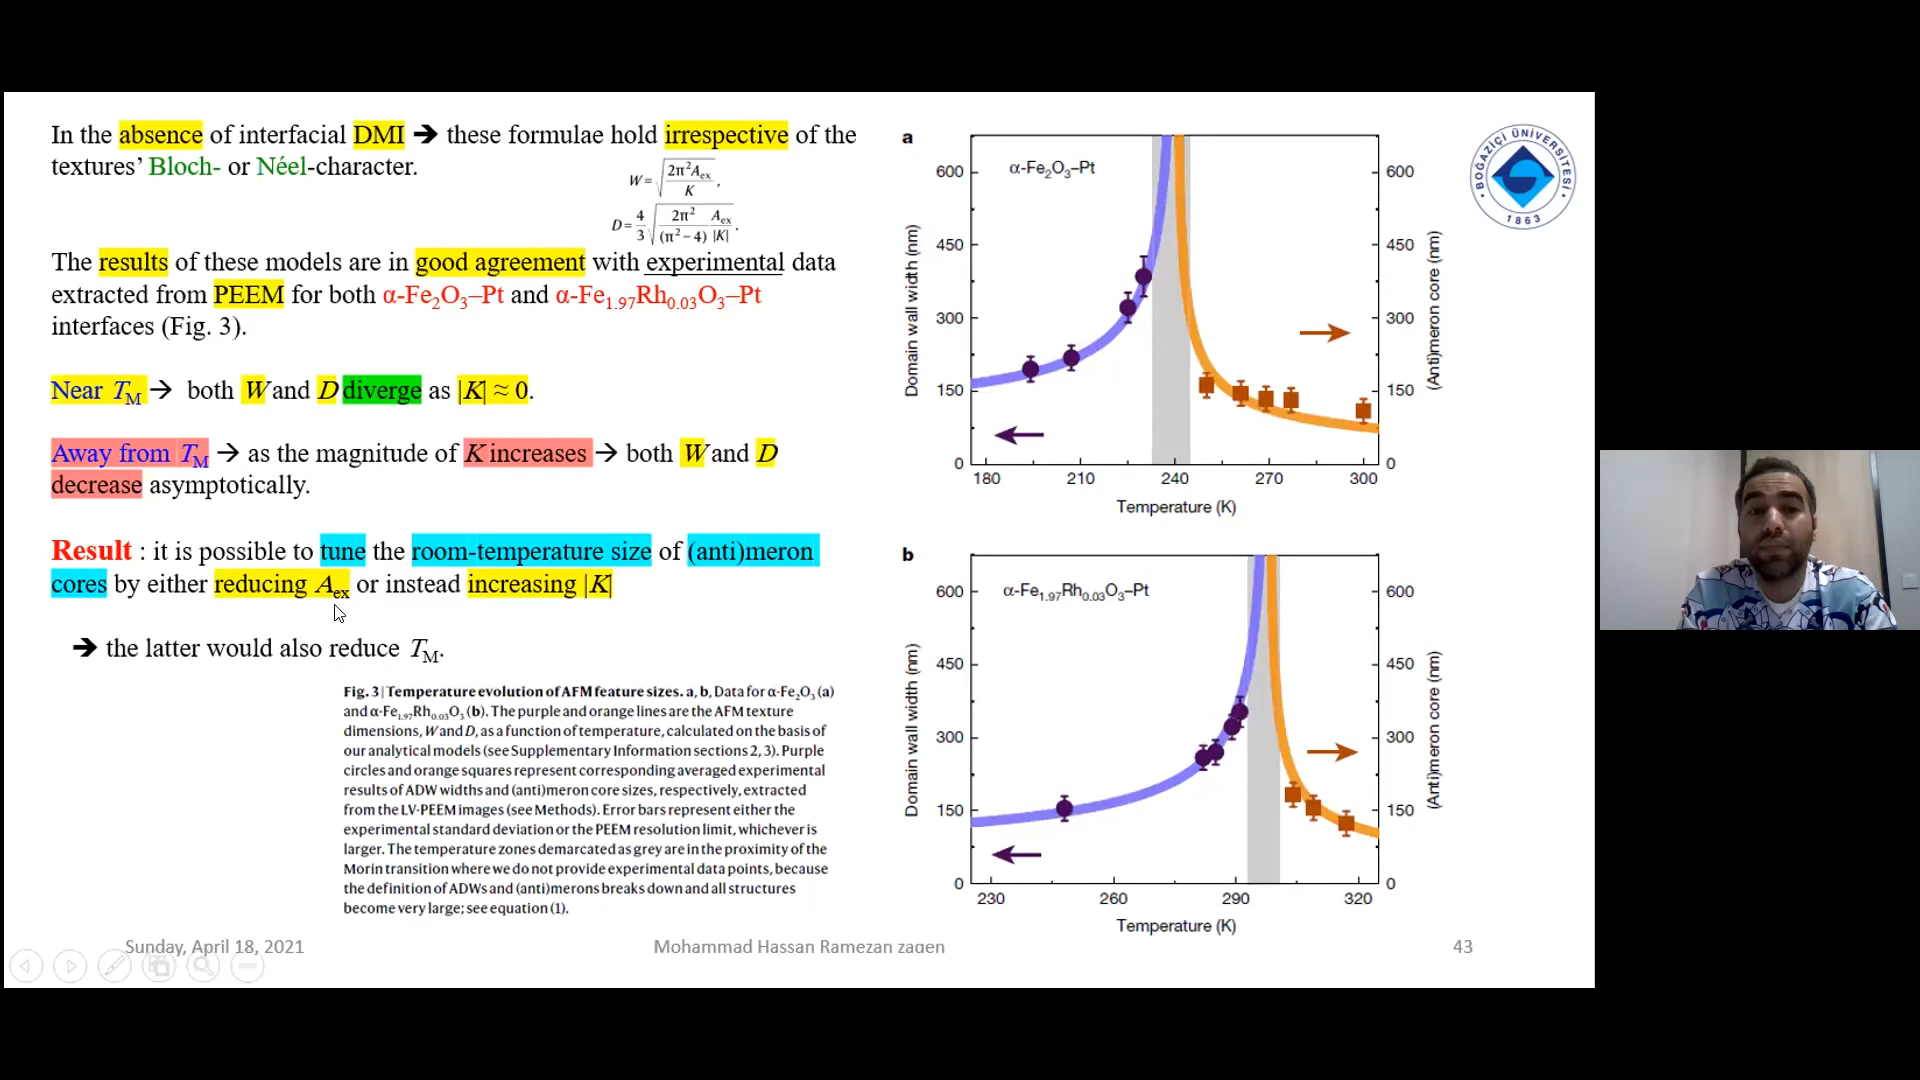 In the absence of interfacial DMI ➔ these formulae hold irrespective of the
textures’ Bloch- or Néel-character.
W = √(2π²Aₑₓ / K),
D = 4/3 √(2π² / (π² − 4) Aₑₓ / |K|).
The results of these models are in good agreement with experimental data
extracted from PEEM for both α-Fe₂O₃–Pt and α-Fe₁.₉₇Rh₀.₀₃O₃–Pt
interfaces (Fig. 3).
Near T_M → both W and D diverge as |K| ≈ 0.
Away from T_M → as the magnitude of K increases → both W and D
decrease asymptotically.
Result : it is possible to tune the room-temperature size of (anti)meron
cores by either reducing Aₑₓ or instead increasing |K|
➔ the latter would also reduce T_M.
Fig. 3 | Temperature evolution of AFM feature sizes. a, b, Data for α-Fe₂O₃ (a)
and α-Fe₁.₉₇Rh₀.₀₃O₃ (b). The purple and orange lines are the AFM texture
dimensions, W and D, as a function of temperature, calculated on the basis of
our analytical models (see Supplementary Information sections 2, 3). Purple
circles and orange squares represent corresponding averaged experimental
results of ADW widths and (anti)meron core sizes, respectively, extracted
from the LV-PEEM images (see Methods). Error bars represent either the
experimental standard deviation or the PEEM resolution limit, whichever is
larger. The temperature zones demarcated as grey are in the proximity of the
Morin transition where we do not provide experimental data points, because
the definition of ADWs and (anti)merons breaks down and all structures
become very large; see equation (1).
a
α-Fe₂O₃–Pt
Domain wall width (nm)
600
450
300
150
0
180 210 240 270 300
Temperature (K)
600
450
300
150
0
(Anti)meron core (nm)
b
α-Fe₁.₉₇Rh₀.₀₃O₃–Pt
Domain wall width (nm)
600
450
300
150
0
230 260 290 320
Temperature (K)
600
450
300
150
0
(Anti)meron core (nm)
BOĞAZİÇİ ÜNİVERSİTESİ
1863
Sunday, April 18, 2021
Mohammad Hassan Ramezan zadeh
43